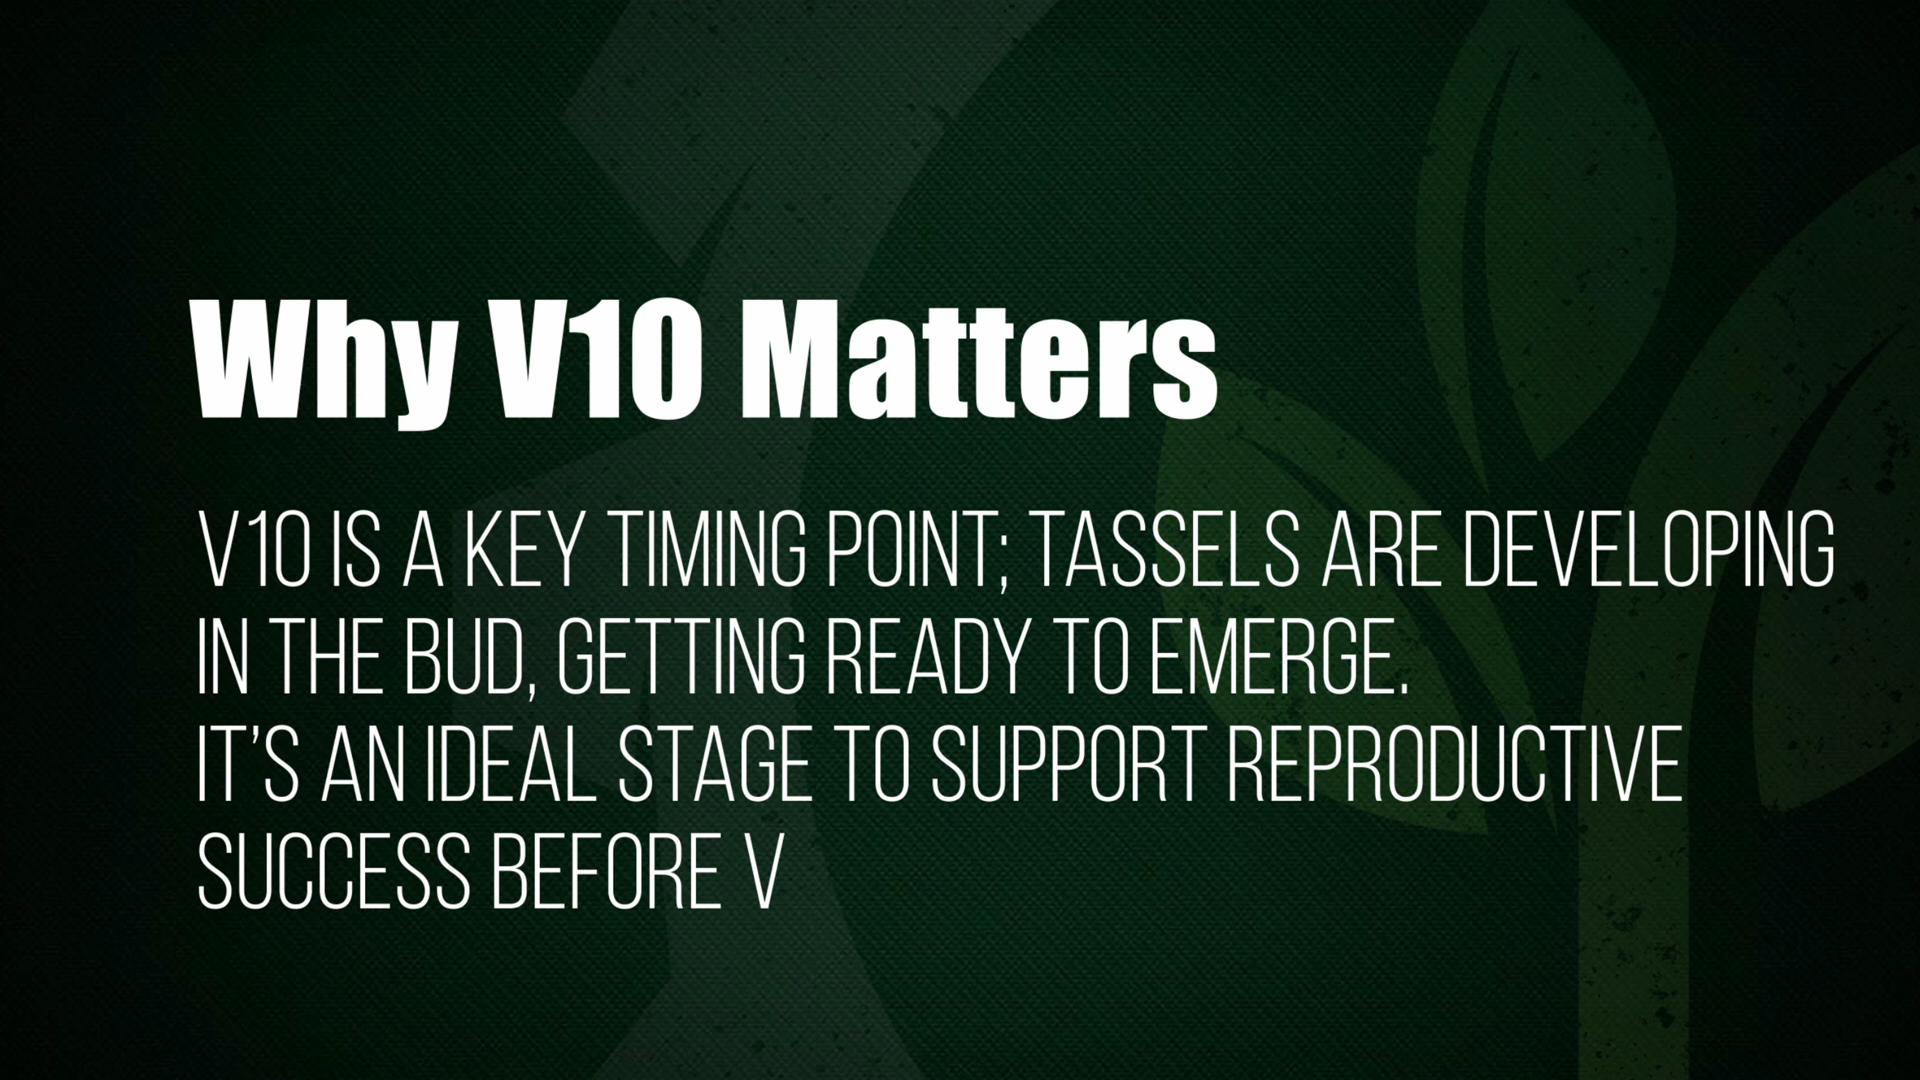 Why V10 Matters
V10 IS A KEY TIMING POINT; TASSELS ARE DEVELOPING
IN THE BUD, GETTING READY TO EMERGE.
IT’S AN IDEAL STAGE TO SUPPORT REPRODUCTIVE
SUCCESS BEFORE V